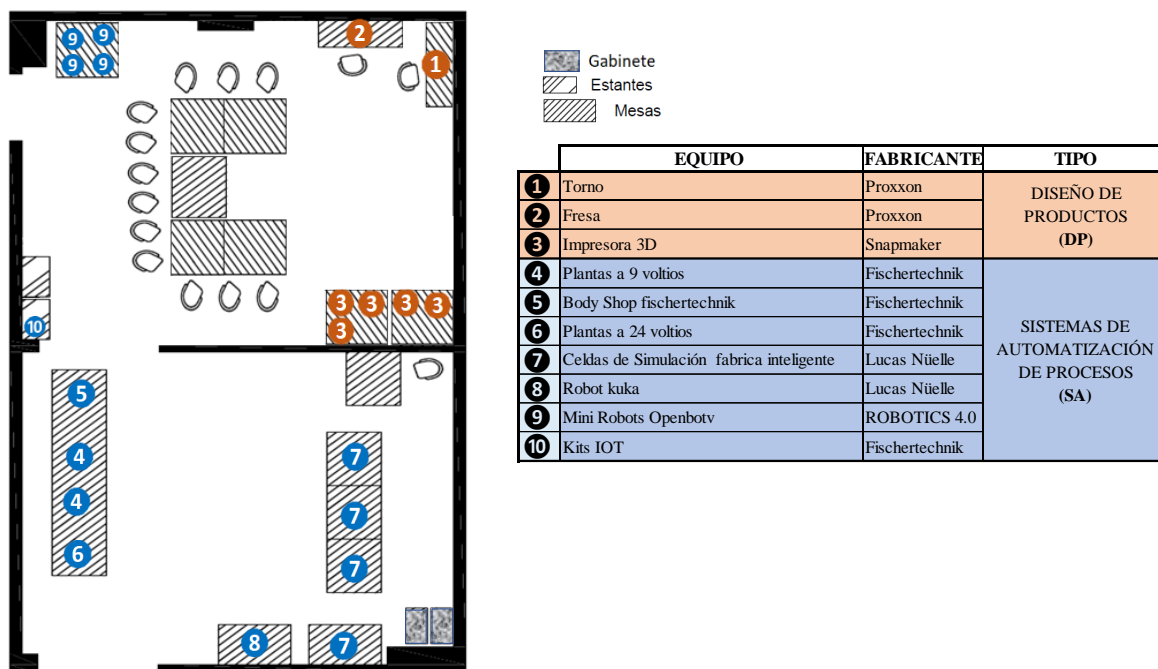 9 9
9 9
2
1
3 3 3 3
3
10
5
4
4
6
7
7
7
8
7
Gabinete
Estantes
Mesas
EQUIPO FABRICANTE TIPO
1 Torno Proxxon
2 Fresa Proxxon
3 Impresora 3D Snapmaker
DISEÑO DE
PRODUCTOS
(DP)
4 Plantas a 9 voltios Fischertechnik
5 Body Shop fischertechnik Fischertechnik
6 Plantas a 24 voltios Fischertechnik
7 Celdas de Simulación fabrica inteligente Lucas Nüelle
8 Robot kuka Lucas Nüelle
9 Mini Robots Openbotv ROBOTICS 4.0
10 Kits IOT Fischertechnik
SISTEMAS DE
AUTOMATIZACIÓN
DE PROCESOS
(SA)